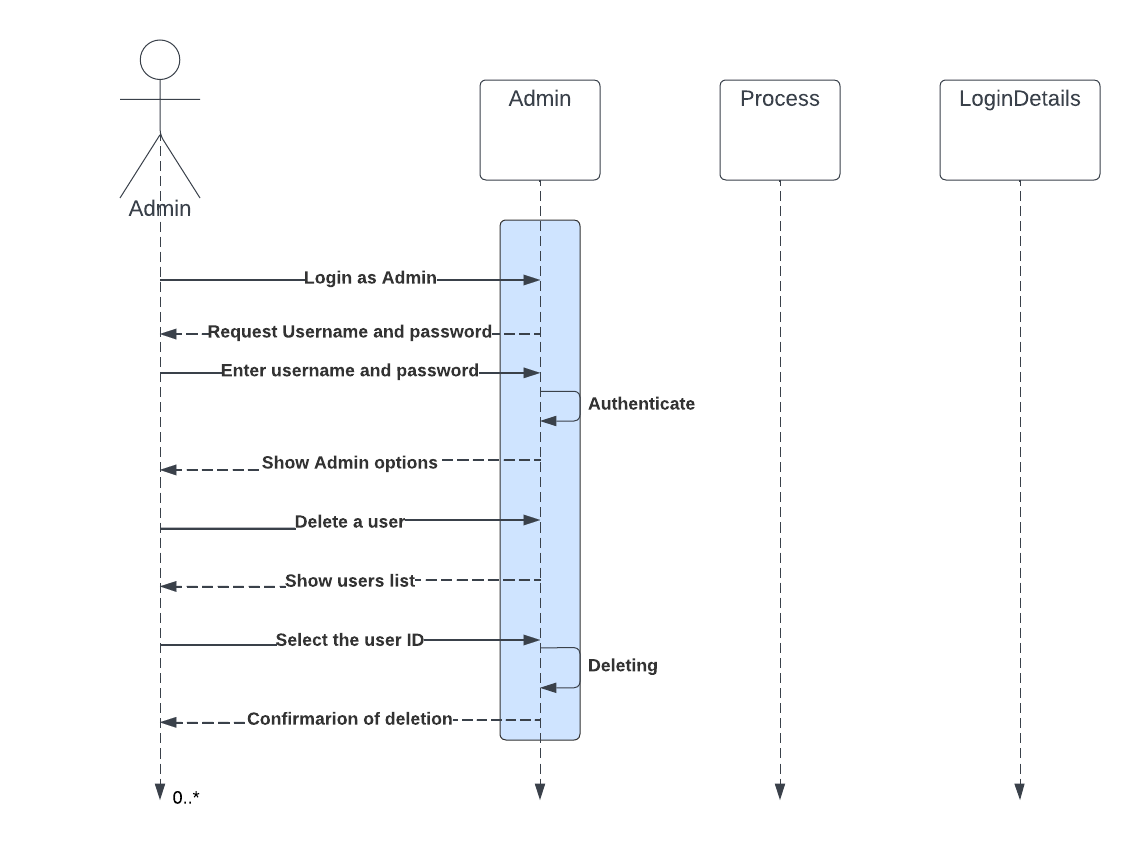 Admin
Process
LoginDetails
Admin
Login as Admin
Request Username and password
Enter username and password
Authenticate
Show Admin options
Delete a user
Show users list
Select the user ID
Deleting
Confirmarion of deletion
0..*